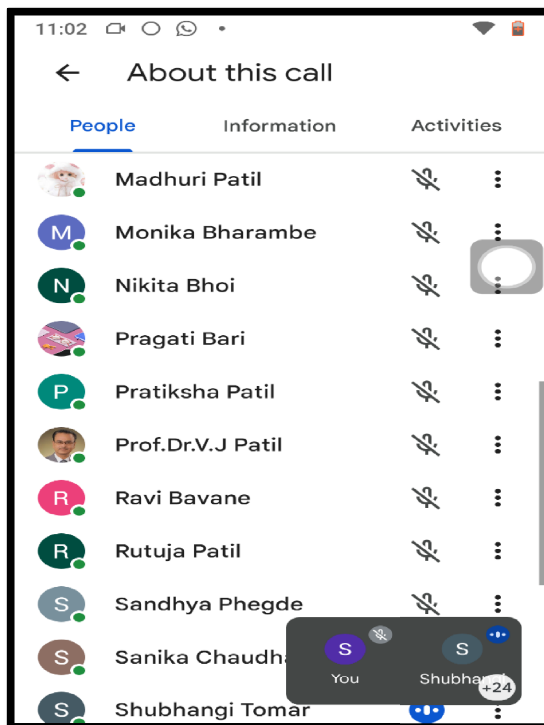 11:02
About this call
People Information Activities
Madhuri Patil
M Monika Bharambe
N Nikita Bhoi
Pragati Bari
P Pratiksha Patil
Prof.Dr.V.J Patil
R Ravi Bavane
R Rutuja Patil
S Sandhya Phegde
S Sanika Chaudha
S Shubhangi Tomar
S S
You Shubhangi
+24